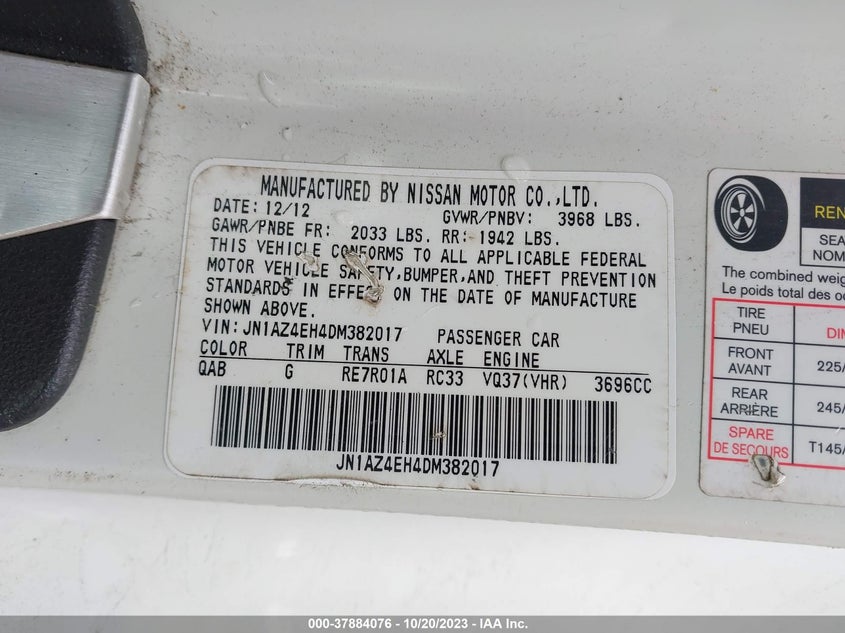 MANUFACTURED BY NISSAN MOTOR CO.,LTD.
DATE: 12/12 GVWR/PNBV: 3968 LBS.
GAWR/PNBE FR: 2033 LBS. RR: 1942 LBS.
THIS VEHICLE CONFORMS TO ALL APPLICABLE FEDERAL
MOTOR VEHICLE SAFETY, BUMPER, AND THEFT PREVENTION
STANDARDS IN EFFECT ON THE DATE OF MANUFACTURE
SHOWN ABOVE.
VIN: JN1AZ4EH4DM382017 PASSENGER CAR
COLOR TRIM TRANS AXLE ENGINE
QAB G RE7R01A RC33 VQ37(VHR) 3696CC
JN1AZ4EH4DM382017
The combined
Le poids total des
TIRE
PNEU
FRONT
AVANT 225/
REAR
ARRIÈRE 245/
SPARE
DE SECOURS T145/
000-37884076 - 10/20/2023 - IAA Inc.